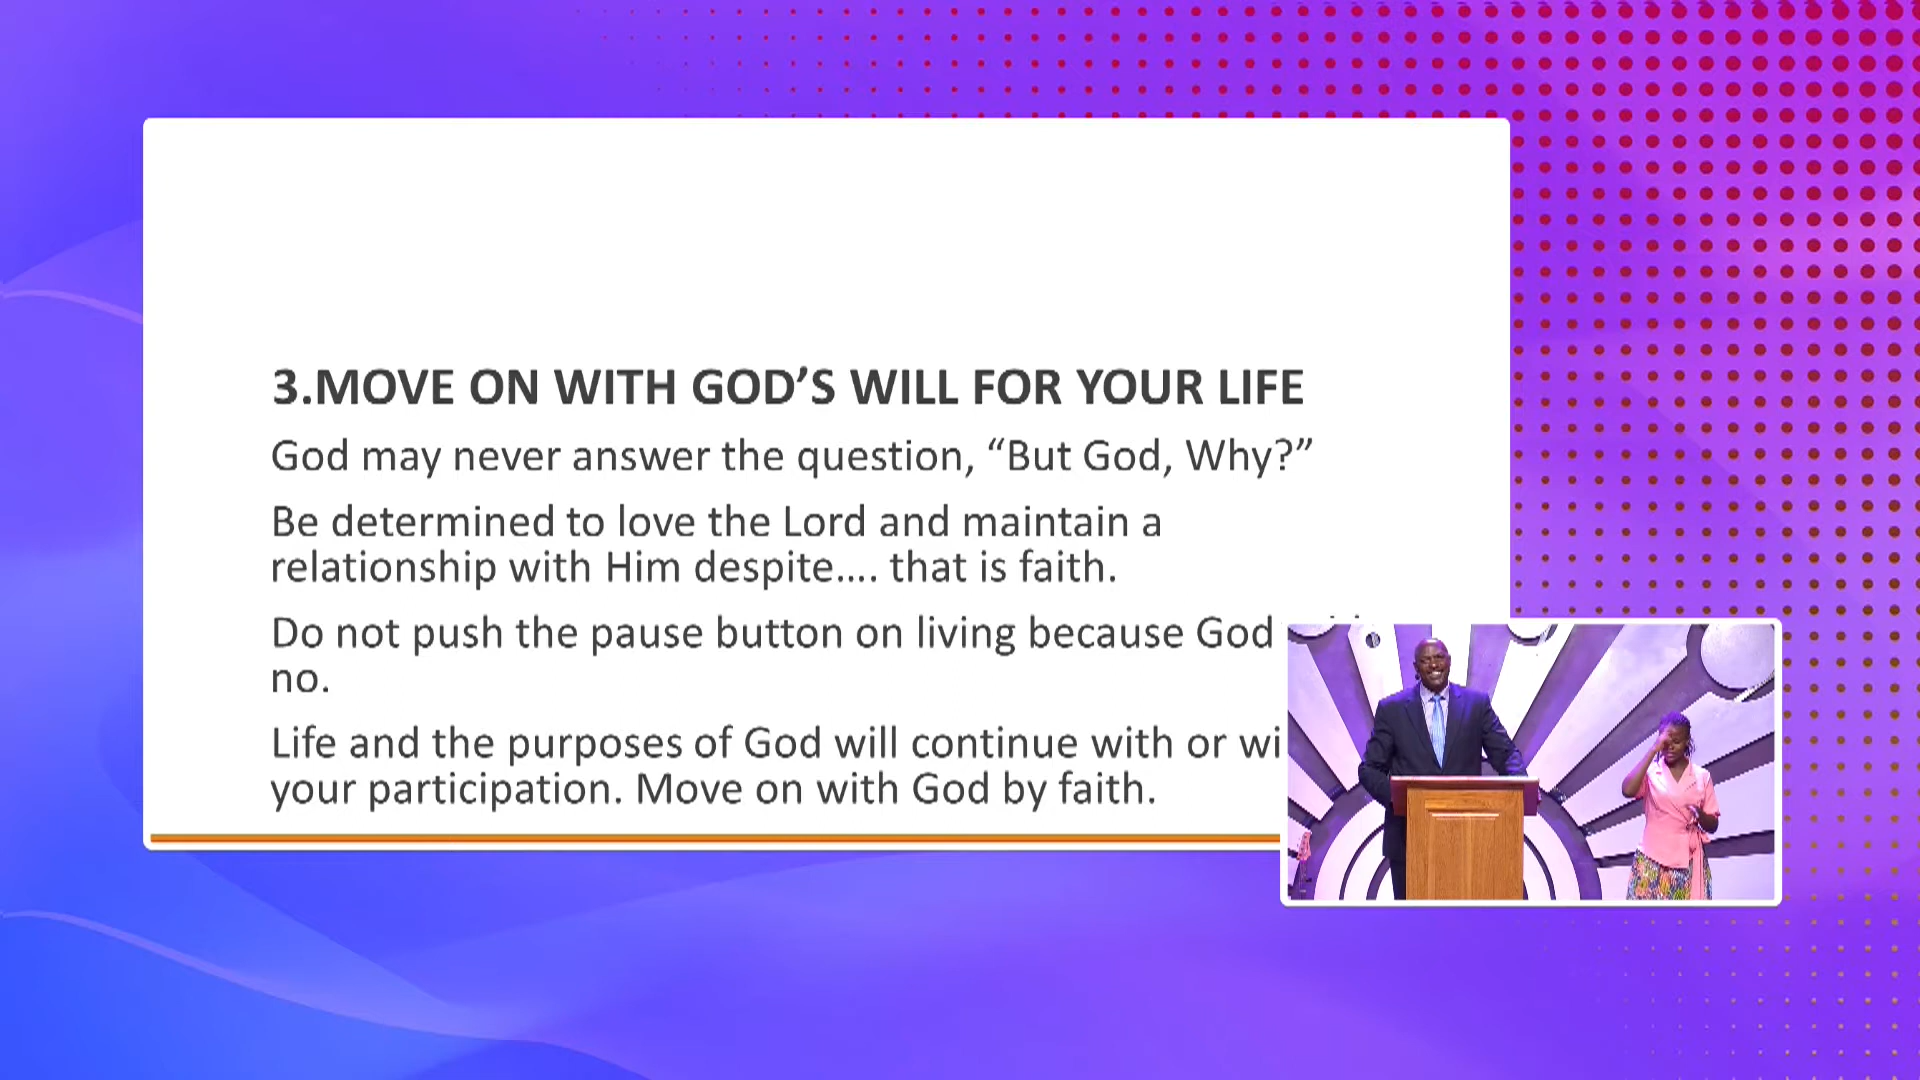 3.MOVE ON WITH GOD’S WILL FOR YOUR LIFE
God may never answer the question, “But God, Why?”
Be determined to love the Lord and maintain a
relationship with Him despite…. that is faith.
Do not push the pause button on living because God
no.
Life and the purposes of God will continue with or
your participation. Move on with God by faith.